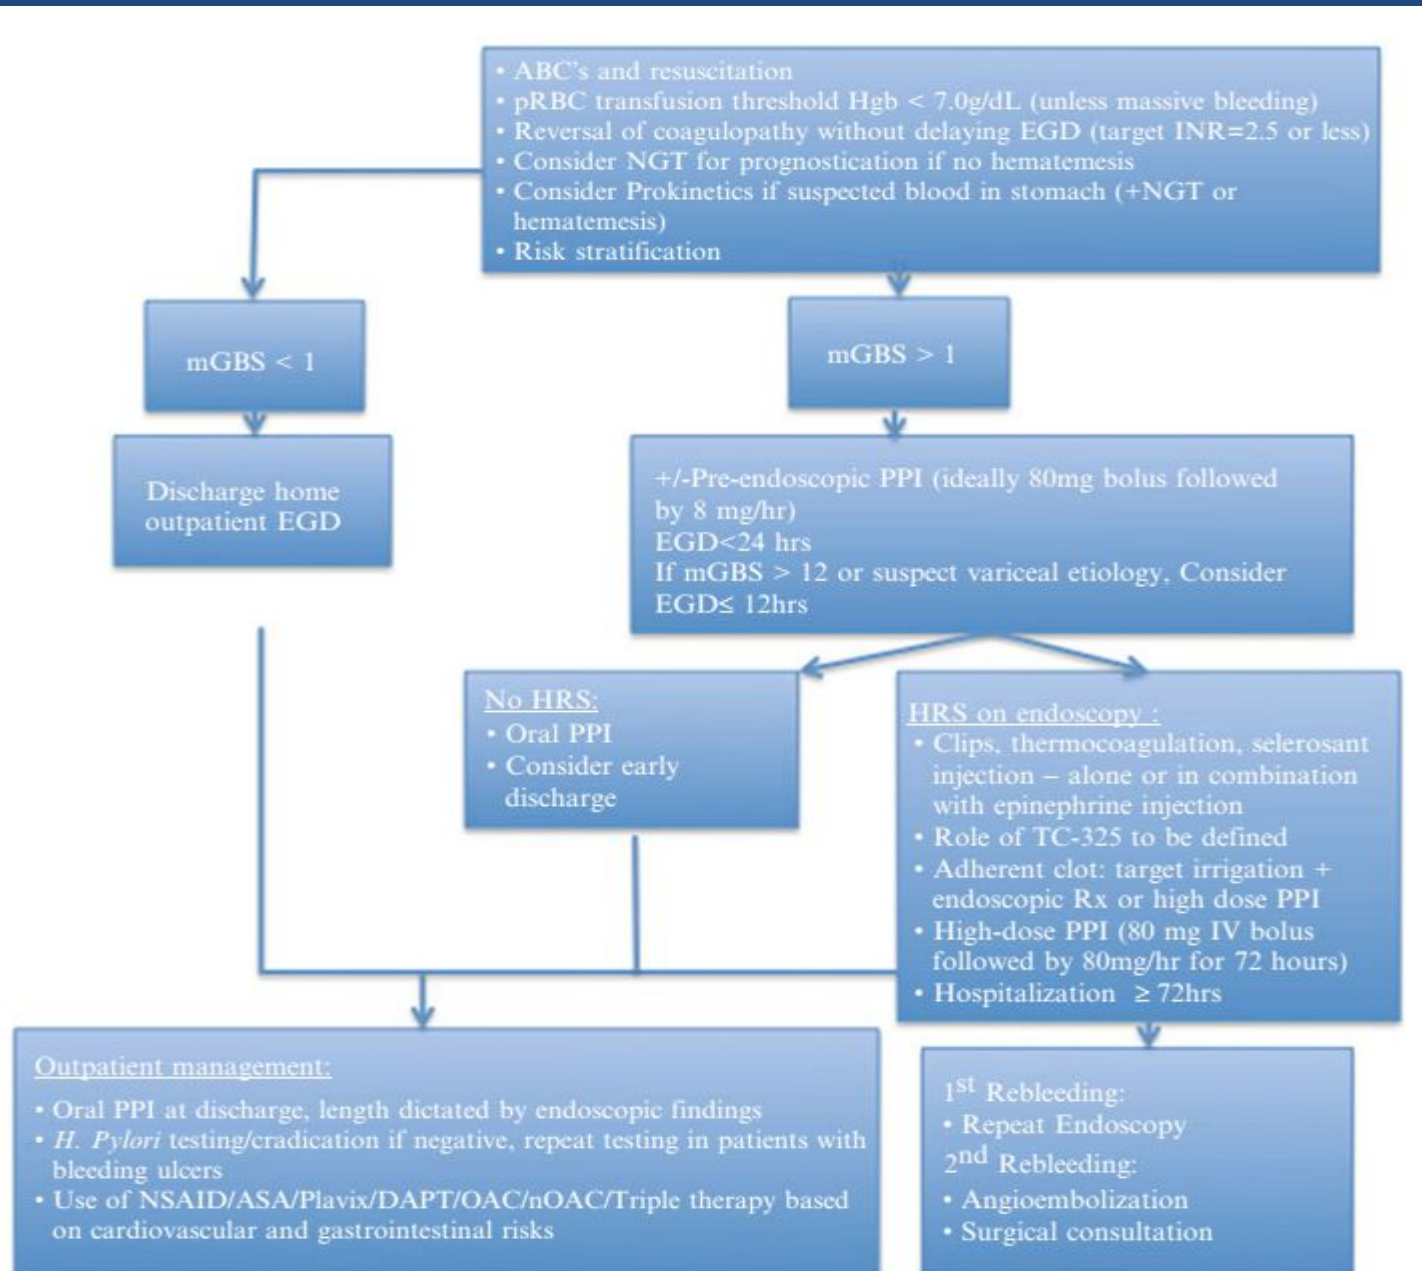 • ABC's and resuscitation
• pRBC transfusion threshold Hgb < 7.0g/dL (unless massive bleeding)
• Reversal of coagulopathy without delaying EGD (target INR=2.5 or less)
• Consider NGT for prognostication if no hematemesis
• Consider Prokinetics if suspected blood in stomach (+NGT or
hematemesis)
• Risk stratification
mGBS < 1
mGBS > 1
Discharge home
outpatient EGD
+/-Pre-endoscopic PPI (ideally 80mg bolus followed
by 8 mg/hr)
EGD<24 hrs
If mGBS > 12 or suspect variceal etiology, Consider
EGD≤ 12hrs
No HRS:
• Oral PPI
• Consider early
discharge
HRS on endoscopy :
• Clips, thermocoagulation, selerosant
injection – alone or in combination
with epinephrine injection
• Role of TC-325 to be defined
• Adherent clot: target irrigation +
endoscopic Rx or high dose PPI
• High-dose PPI (80 mg IV bolus
followed by 80mg/hr for 72 hours)
• Hospitalization ≥ 72hrs
Outpatient management:
• Oral PPI at discharge, length dictated by endoscopic findings
• H. Pylori testing/cradication if negative, repeat testing in patients with
bleeding ulcers
• Use of NSAID/ASA/Plavix/DAPT/OAC/nOAC/Triple therapy based
on cardiovascular and gastrointestinal risks
1st Rebleeding:
• Repeat Endoscopy
2nd Rebleeding:
• Angioembolization
• Surgical consultation